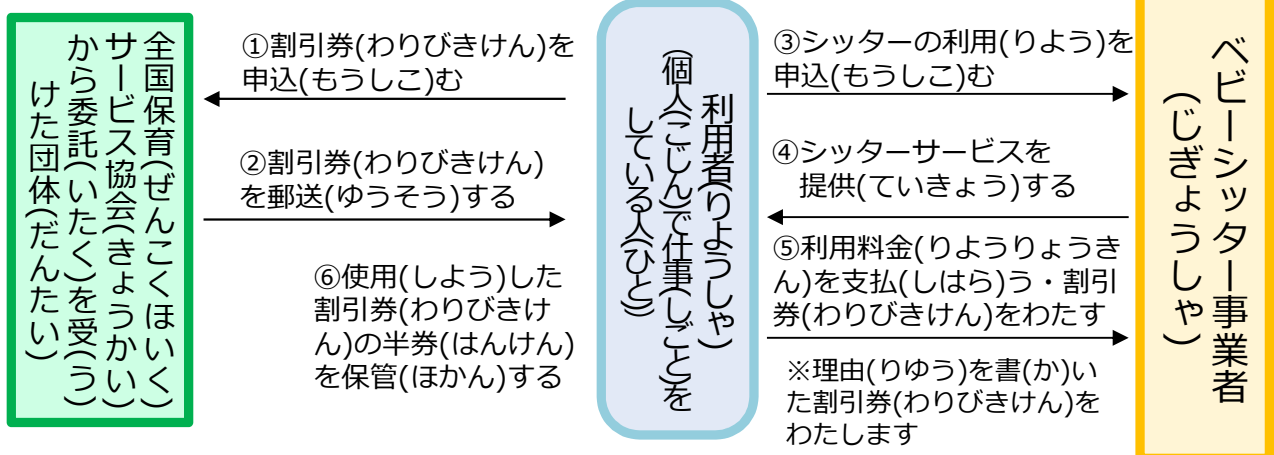 全国保育(ぜんこくほいく)
サービス協会(きょうかい)
から委託(いたく)を受(う)
けた団体(だんたい)
①割引券(わりびきけん)を
申込(もうしこ)む
②割引券(わりびきけん)
を郵送(ゆうそう)する
⑥使用(しよう)した
割引券(わりびきけ
ん)の半券(はんけん)
を保管(ほかん)する
利用者(りようしゃ)
(個人(こじん)で仕事(しごと)を
している人(ひと))
③シッターの利用(りよう)を
申込(もうしこ)む
④シッターサービスを
提供(ていきょう)する
⑤利用料金(りようりょうき
ん)を支払(しはら)う・割引
券(わりびきけん)をわたす
※理由(りゆう)を書(か)い
た割引券(わりびきけん)を
わたします
ベビーシッター事業者
(じぎょうしゃ)